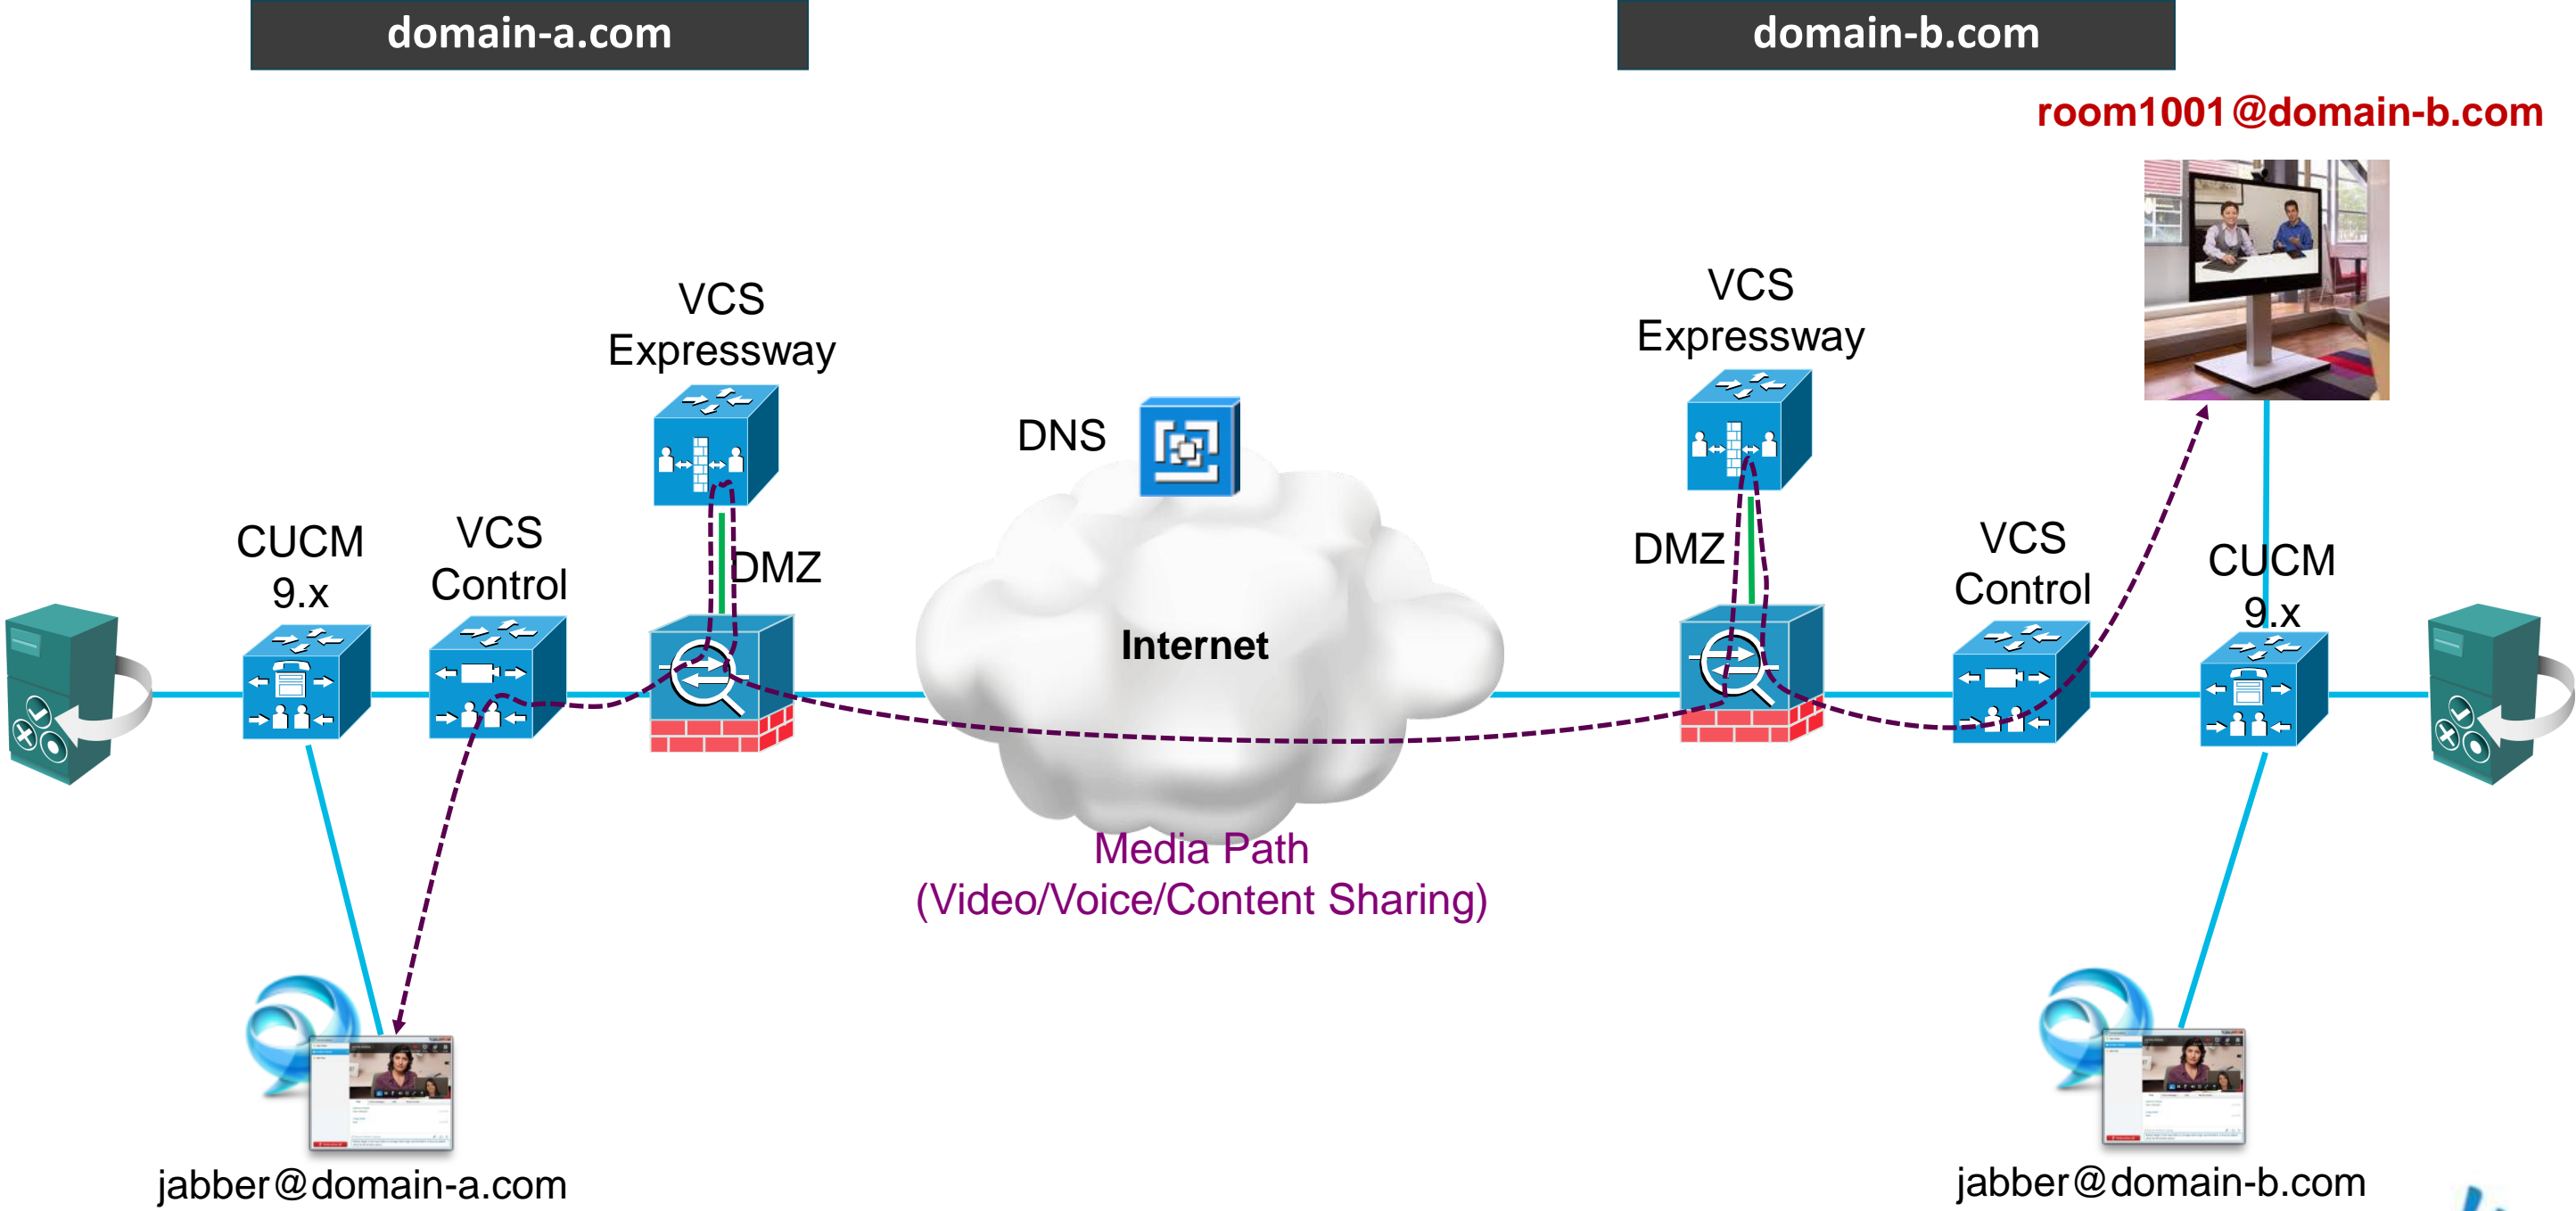 domain-a.com
domain-b.com
room1001@domain-b.com
VCS
Expressway
VCS
Expressway
DNS
CUCM
9.x
VCS
Control
DMZ
DMZ
VCS
Control
CUCM
9.x
Internet
Media Path
(Video/Voice/Content Sharing)
jabber@domain-a.com
jabber@domain-b.com